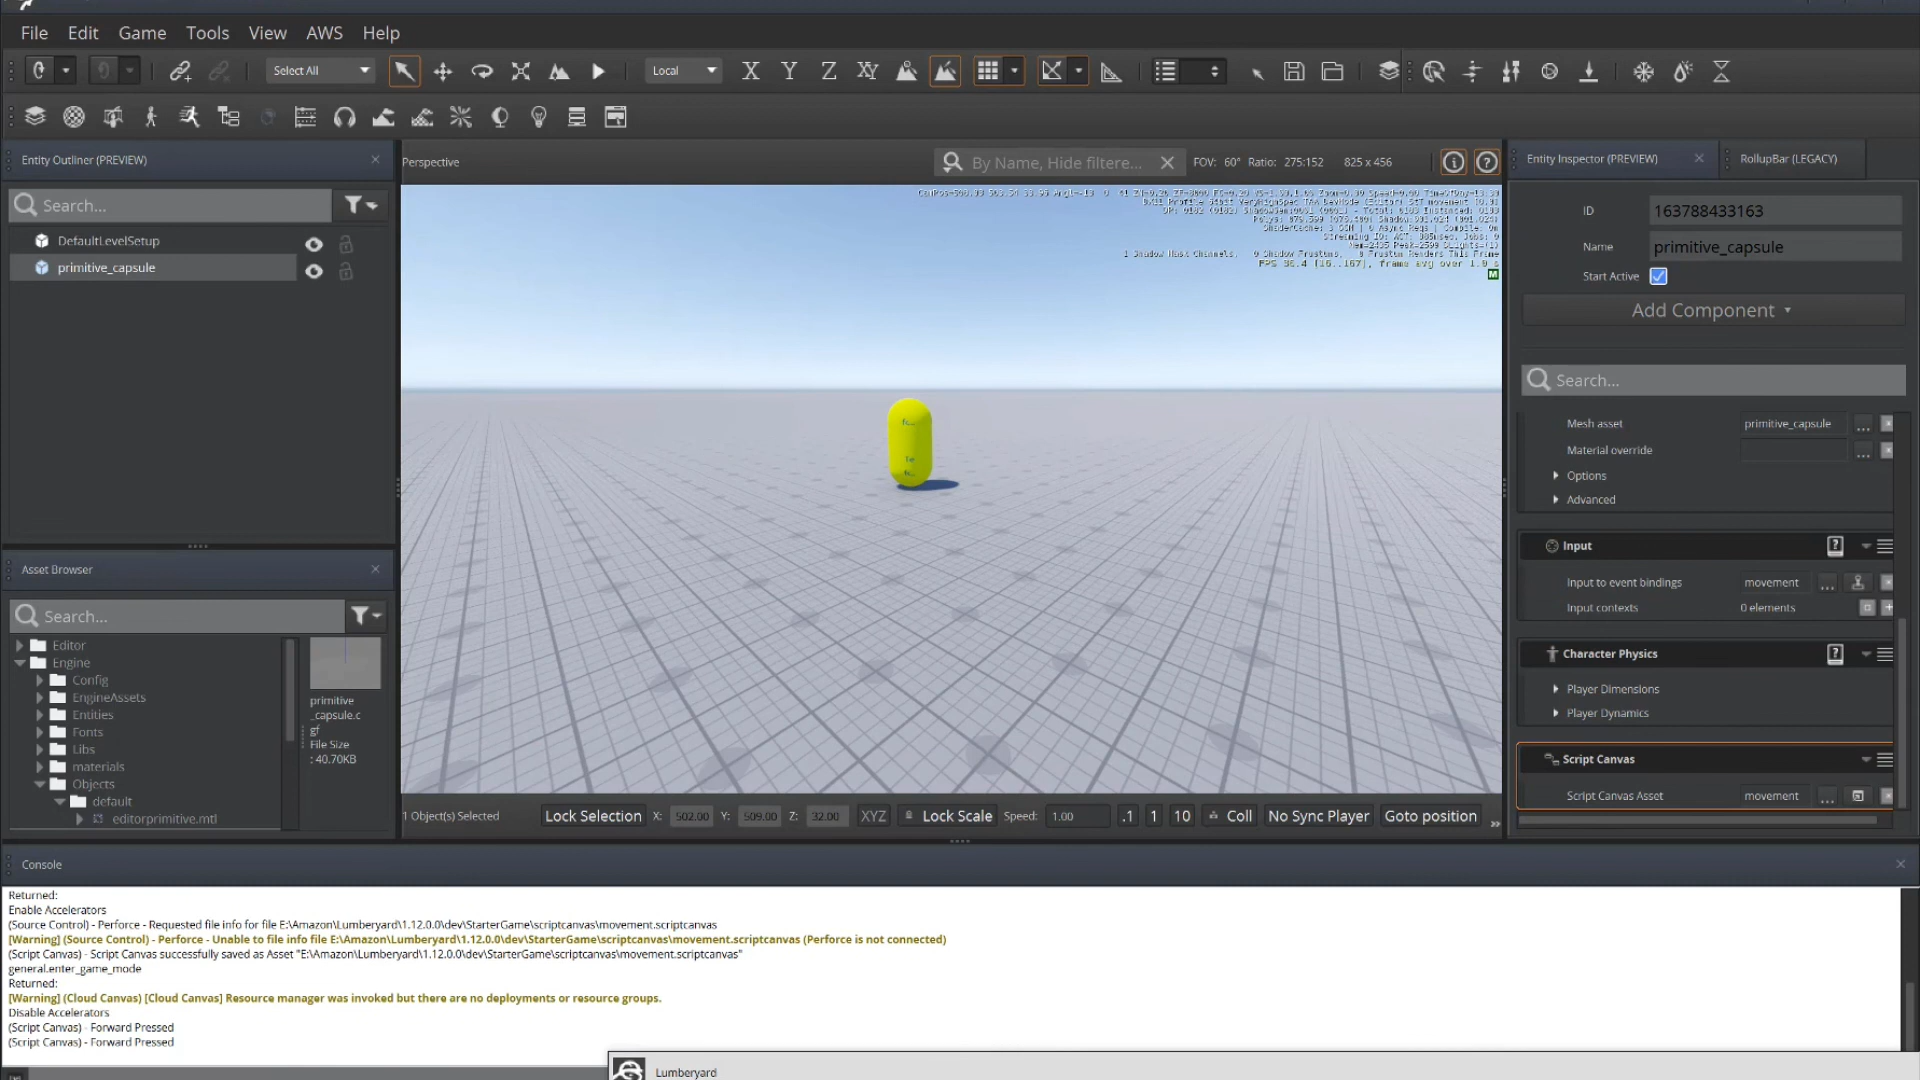 File Edit Game Tools View AWS Help
Select All
Local
X Y Z XY
Entity Outliner (PREVIEW)
Search...
DefaultLevelSetup
primitive_capsule
Asset Browser
Search...
Editor
Engine
Config
EngineAssets
Entities
Fonts
Libs
materials
Objects
default
editorprimitive.mtl
primitive
_capsule.c
gf
File Size
: 40.70KB
Perspective
By Name, Hide filtere...
FOV: 60° Ratio: 275:152 825 x 456
1 Object(s) Selected Lock Selection X: 502.00 Y: 509.00 Z: 32.00 XYZ Lock Scale Speed: 1.00 .1 1 10 Coll No Sync Player Goto position
Entity Inspector (PREVIEW)
RollupBar (LEGACY)
ID 163788433163
Name primitive_capsule
Start Active
Add Component
Search...
Mesh asset primitive_capsule ...
Material override ...
Options
Advanced
Input
Input to event bindings movement ...
Input contexts 0 elements
Character Physics
Player Dimensions
Player Dynamics
Script Canvas
Script Canvas Asset movement ...
Console
Returned:
Enable Accelerators
(Source Control) - Perforce - Requested file info for file E:\Amazon\Lumberyard\1.12.0.0\dev\StarterGame\scriptcanvas\movement.scriptcanvas
[Warning] (Source Control) - Perforce - Unable to file info file E:\Amazon\Lumberyard\1.12.0.0\dev\StarterGame\scriptcanvas\movement.scriptcanvas (Perforce is not connected)
(Script Canvas) - Script Canvas successfully saved as Asset "E:\Amazon\Lumberyard\1.12.0.0\dev\StarterGame\scriptcanvas\movement.scriptcanvas"
general.enter_game_mode
Returned:
[Warning] (Cloud Canvas) [Cloud Canvas] Resource manager was invoked but there are no deployments or resource groups.
Disable Accelerators
(Script Canvas) - Forward Pressed
(Script Canvas) - Forward Pressed
Lumberyard